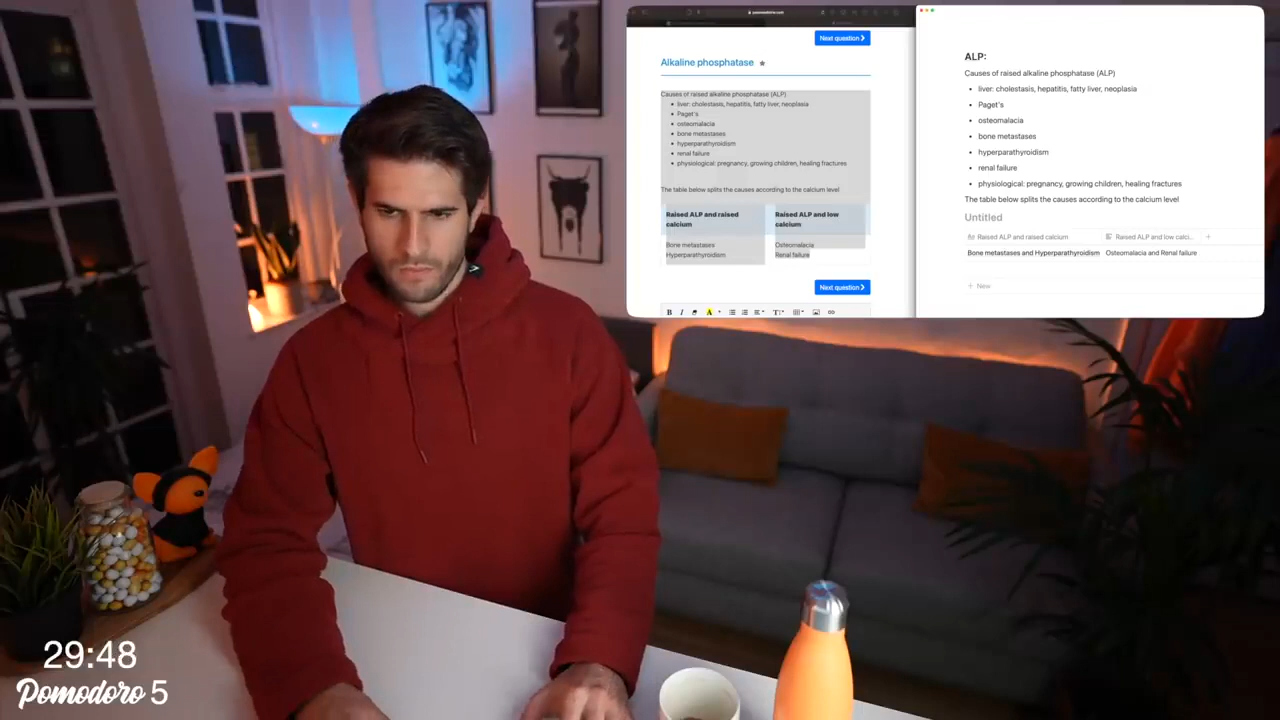 Next question
Alkaline phosphatase
Causes of raised alkaline phosphatase (ALP)
liver: cholestasis, hepatitis, fatty liver, neoplasia
Paget's
osteomalacia
bone metastases
hyperparathyroidism
renal failure
physiological: pregnancy, growing children, healing fractures
The table below splits the causes according to the calcium level
Raised ALP and raised calcium
Raised ALP and low calcium
Bone metastases
Hyperparathyroidism
Osteomalacia
Renal failure
Next question
ALP:
Causes of raised alkaline phosphatase (ALP)
liver: cholestasis, hepatitis, fatty liver, neoplasia
Paget's
osteomalacia
bone metastases
hyperparathyroidism
renal failure
physiological: pregnancy, growing children, healing fractures
The table below splits the causes according to the calcium level
Untitled
Raised ALP and raised calcium
Raised ALP and low calci...
Bone metastases and Hyperparathyroidism
Osteomalacia and Renal failure
+ New
29:48
Pomodoro 5